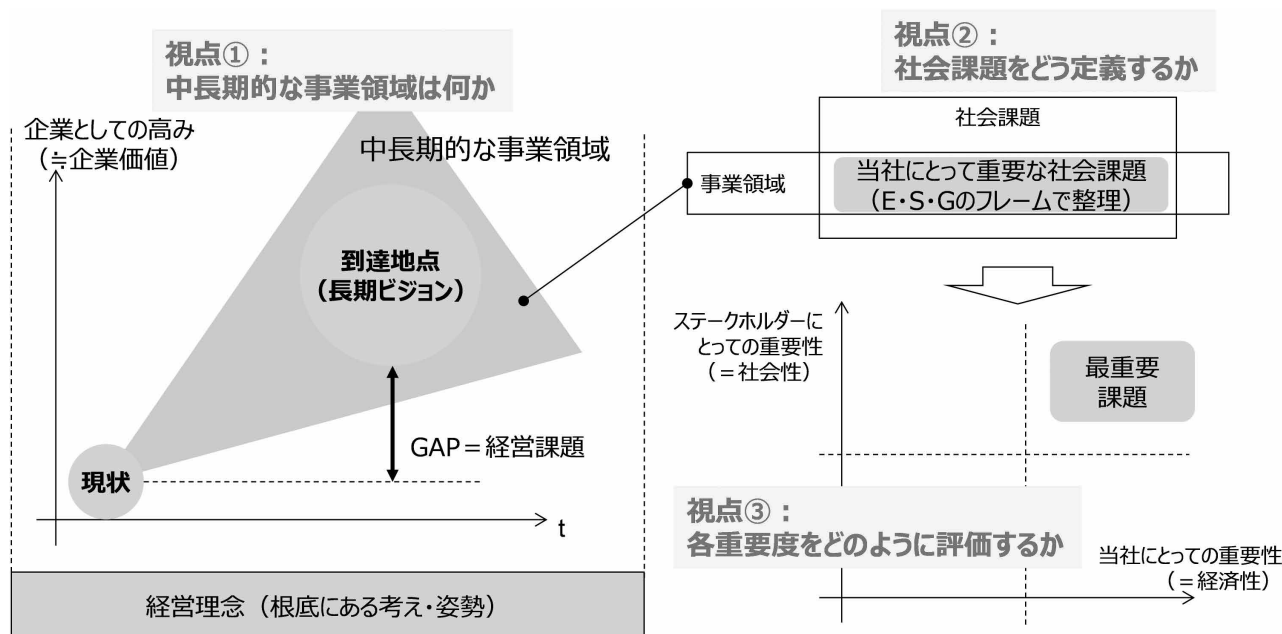 視点①：
中長期的な事業領域は何か
企業としての高み
（≒企業価値）
中長期的な事業領域
到達地点
（長期ビジョン）
GAP＝経営課題
現状
t
経営理念（根底にある考え・姿勢）
視点②：
社会課題をどう定義するか
社会課題
事業領域
当社にとって重要な社会課題
（E・S・Gのフレームで整理）
ステークホルダーに
とっての重要性
（＝社会性）
最重要
課題
視点③：
各重要度をどのように評価するか
当社にとっての重要性
（＝経済性）